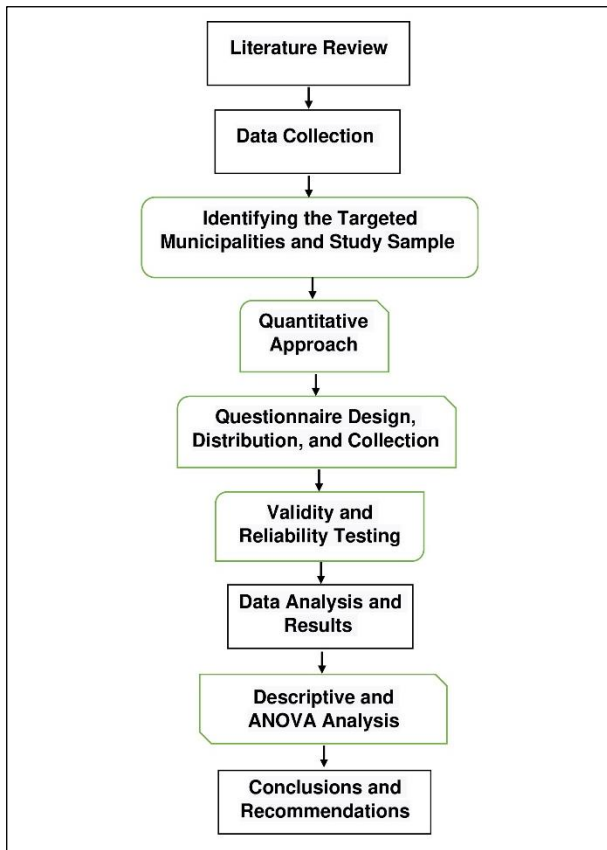 Literature Review
Data Collection
Identifying the Targeted
Municipalities and Study Sample
Quantitative
Approach
Questionnaire Design,
Distribution, and Collection
Validity and
Reliability Testing
Data Analysis and
Results
Descriptive and
ANOVA Analysis
Conclusions and
Recommendations